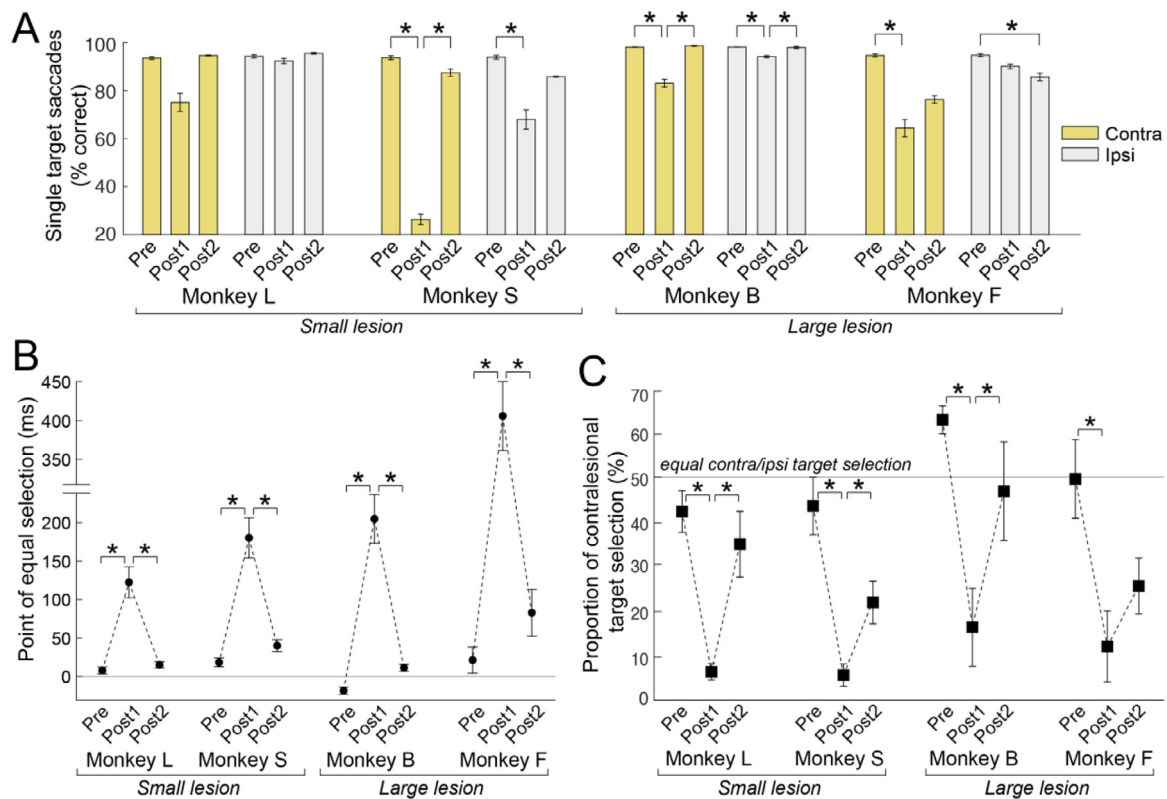 A
Single target saccades
(% correct)
100
80
60
40
20
* * * * * * * * * *
Contra
Ipsi
Pre Post1 Post2 Pre Post1 Post2 Pre Post1 Post2 Pre Post1 Post2 Pre Post1 Post2 Pre Post1 Post2 Pre Post1 Post2 Pre Post1 Post2
Monkey L Monkey S Monkey B Monkey F
Small lesion Large lesion
B
Point of equal selection (ms)
450
400
350
200
150
100
50
0
* * * * * * * *
Pre Post1 Post2 Pre Post1 Post2 Pre Post1 Post2 Pre Post1 Post2
Monkey L Monkey S Monkey B Monkey F
Small lesion Large lesion
C
Proportion of contralesional
target selection (%)
70
60
50
40
30
20
10
0
equal contra/ipsi target selection
* * * * * * *
Pre Post1 Post2 Pre Post1 Post2 Pre Post1 Post2 Pre Post1 Post2
Monkey L Monkey S Monkey B Monkey F
Small lesion Large lesion